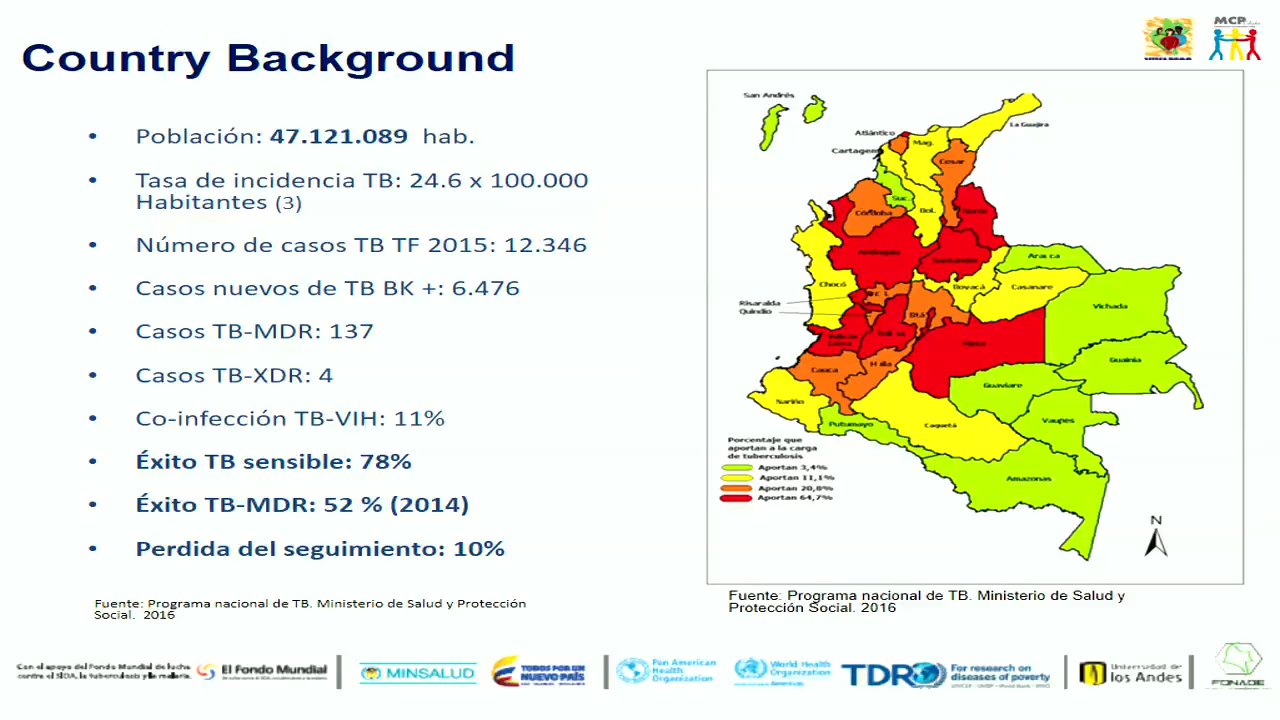 Country Background
MCP
• Población: 47.121.089 hab.
• Tasa de incidencia TB: 24.6 x 100.000
Habitantes (3)
• Número de casos TB TF 2015: 12.346
• Casos nuevos de TB BK +: 6.476
• Casos TB-MDR: 137
• Casos TB-XDR: 4
• Co-infección TB-VIH: 11%
• Éxito TB sensible: 78%
• Éxito TB-MDR: 52 % (2014)
• Perdida del seguimiento: 10%
Fuente: Programa nacional de TB. Ministerio de Salud y Protección
Social. 2016
San Andrés
La Guajira
Atlántico
Mag.
Cartagena
Cesar
Suc.
Bol.
Norte
Córdoba
Antioquia
Santander
Arauca
Chocó
Boyacá
Casanare
Vichada
Risaralda
Quindio
Meta
Guainia
Cauca
Huila
Guaviare
Nariño
Putumayo
Caquetá
Vaupes
Amazonas
Porcentaje que
aportan a la carga
de tuberculosis
Aportan 3,4%
Aportan 11,1%
Aportan 20,8%
Aportan 64,7%
N
Fuente: Programa nacional de TB. Ministerio de Salud y
Protección Social. 2016
Con el apoyo del Fondo Mundial de lucha
contra el SIDA, la tuberculosis y la malaria.
El Fondo Mundial
MINSALUD
TODOS POR UN
NUEVO PAÍS
Pan American
Health
Organization
World Health
Organization
Americas
TDR
For research on
diseases of poverty
Universidad de
los Andes
FONADE